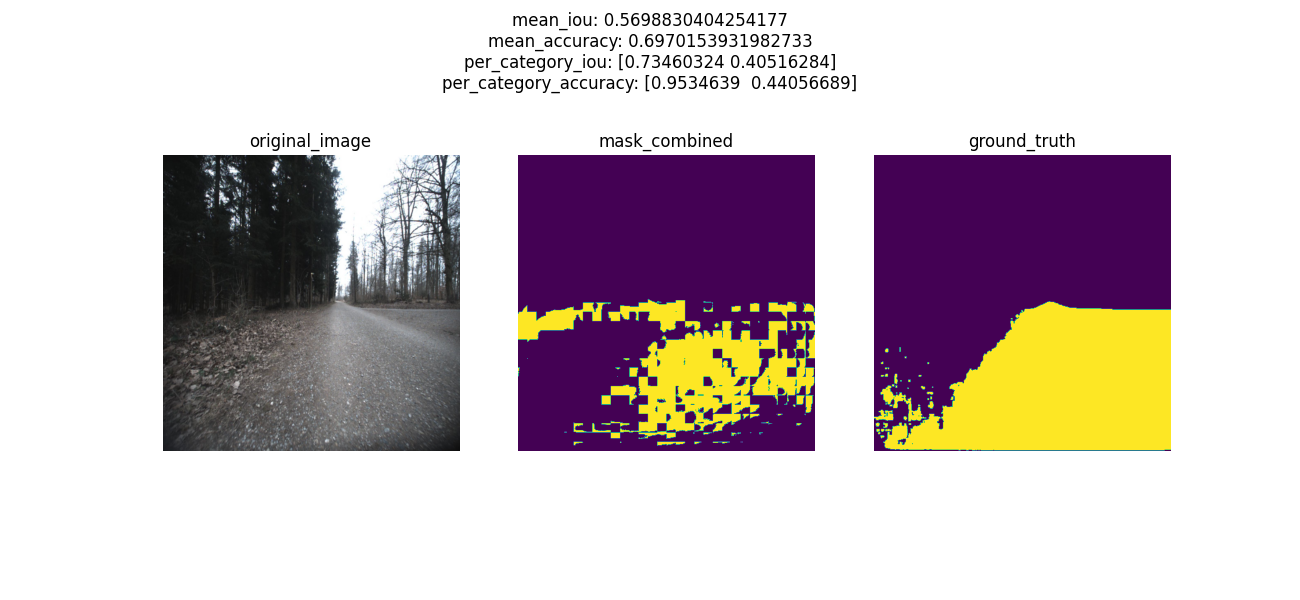 mean_iou: 0.5698830404254177
mean_accuracy: 0.6970153931982733
per_category_iou: [0.73460324 0.40516284]
per_category_accuracy: [0.9534639  0.44056689]
original_image
mask_combined
ground_truth